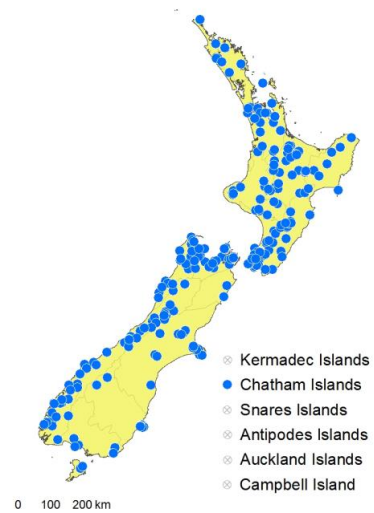 Kermadec Islands
Chatham Islands
Snares Islands
Antipodes Islands
Auckland Islands
Campbell Island
0 100 200 km